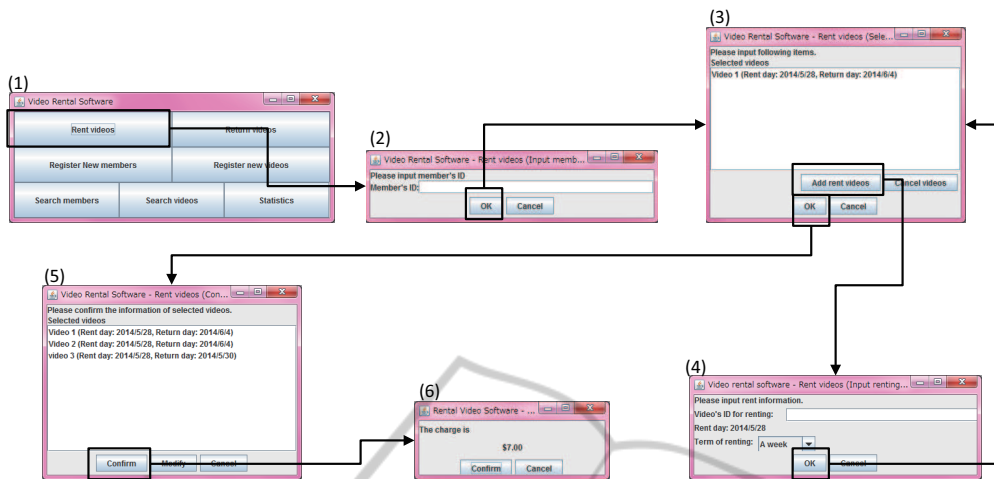 (1)
Video Rental Software
Rent videos
Return videos
Register New members
Register new videos
Search members
Search videos
Statistics
(2)
Video Rental Software - Rent videos (Input memb...
Please input member's ID
Member's ID:
OK
Cancel
(3)
Video Rental Software - Rent videos (Sele...
Please input following items.
Selected videos
Video 1 (Rent day: 2014/5/28, Return day: 2014/6/4)
Add rent videos
Cancel videos
OK
Cancel
(5)
Video Rental Software - Rent videos (Con...
Please confirm the information of selected videos.
Selected videos
Video 1 (Rent day: 2014/5/28, Return day: 2014/6/4)
Video 2 (Rent day: 2014/5/28, Return day: 2014/6/4)
video 3 (Rent day: 2014/5/28, Return day: 2014/5/30)
Confirm
Modify
Cancel
(6)
Rental Video Software - ...
The charge is
$7.00
Confirm
Cancel
(4)
Video rental software - Rent videos (Input renting...
Please input rent information.
Video's ID for renting:
Rent day: 2014/5/28
Term of renting:
A week
OK
Cancel